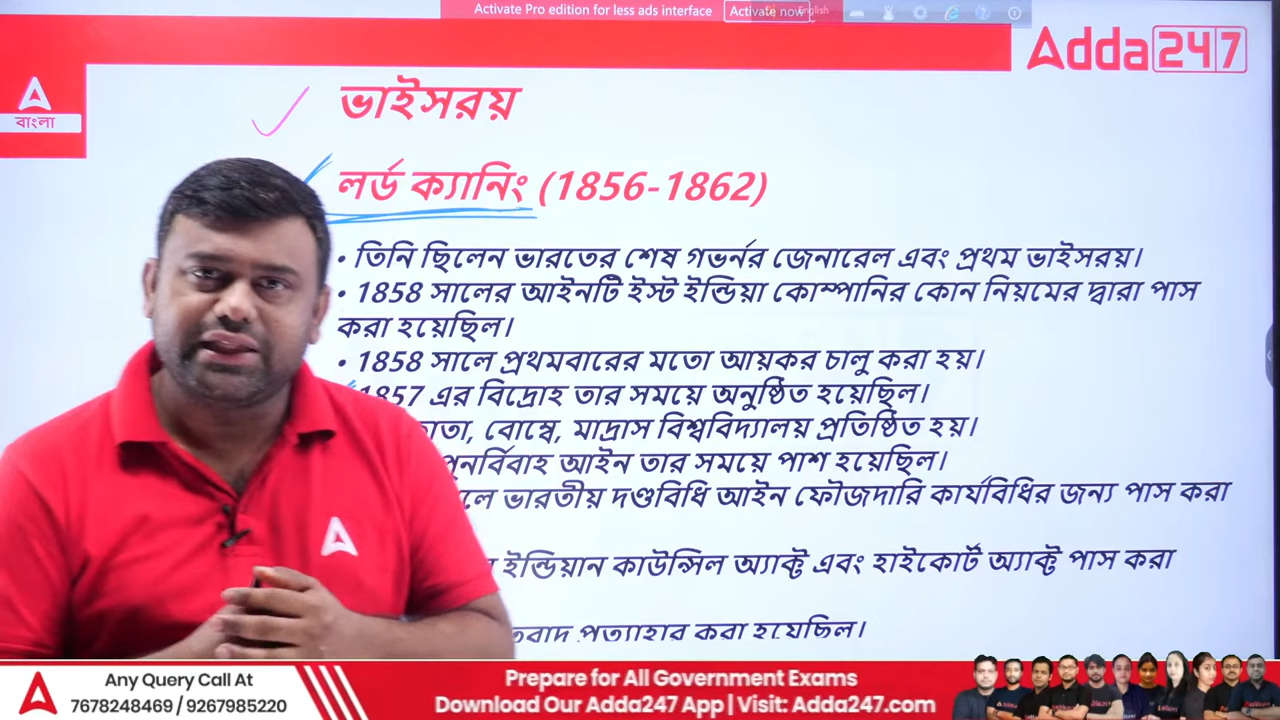 Activate Pro edition for less ads interface Activate now English
Adda247
বাংলা
ভাইসরয়
লর্ড ক্যানিং (1856-1862)
• তিনি ছিলেন ভারতের শেষ গভর্নর জেনারেল এবং প্রথম ভাইসরয়।
• 1858 সালের আইনটি ইস্ট ইন্ডিয়া কোম্পানির কোন নিয়মের দ্বারা পাস
করা হয়েছিল।
• 1858 সালে প্রথমবারের মতো আয়কর চালু করা হয়।
1857 এর বিদ্রোহ তার সময়ে অনুষ্ঠিত হয়েছিল।
বোম্বে, মাদ্রাস বিশ্ববিদ্যালয় প্রতিষ্ঠিত হয়।
পুনর্বিবাহ আইন তার সময়ে পাশ হয়েছিল।
ভারতীয় দণ্ডবিধি আইন ফৌজদারি কার্যবিধির জন্য পাস করা
ইন্ডিয়ান কাউন্সিল অ্যাক্ট এবং হাইকোর্ট অ্যাক্ট পাস করা
প্রত্যাহার করা হয়েছিল।
Any Query Call At
7678248469 / 9267985220
Prepare for All Government Exams
Download Our Adda247 App | Visit: Adda247.com